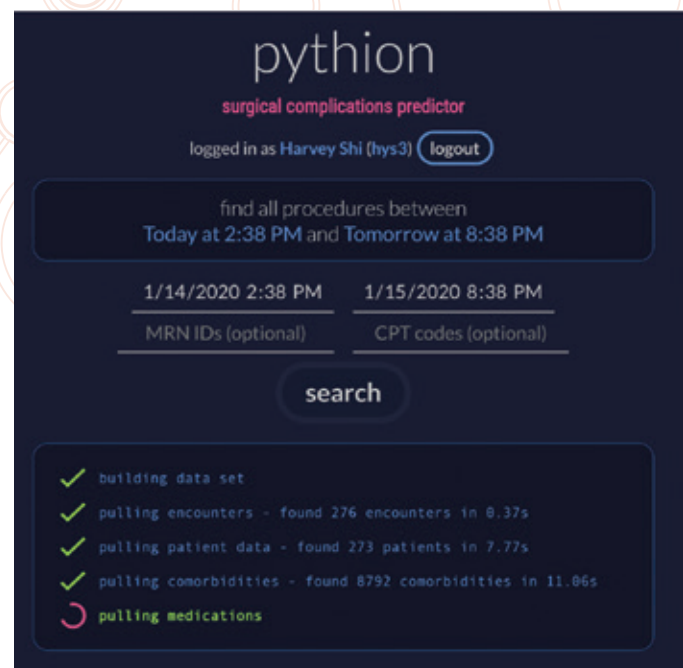 pythion
surgical complications predictor
logged in as Harvey Shi (hys3) logout
find all procedures between
Today at 2:38 PM and Tomorrow at 8:38 PM
1/14/2020 2:38 PM 1/15/2020 8:38 PM
MRN IDs (optional) CPT codes (optional)
search
building data set
pulling encounters - found 276 encounters in 0.37s
pulling patient data - found 273 patients in 7.77s
pulling comorbidities - found 8792 comorbidities in 11.06s
pulling medications